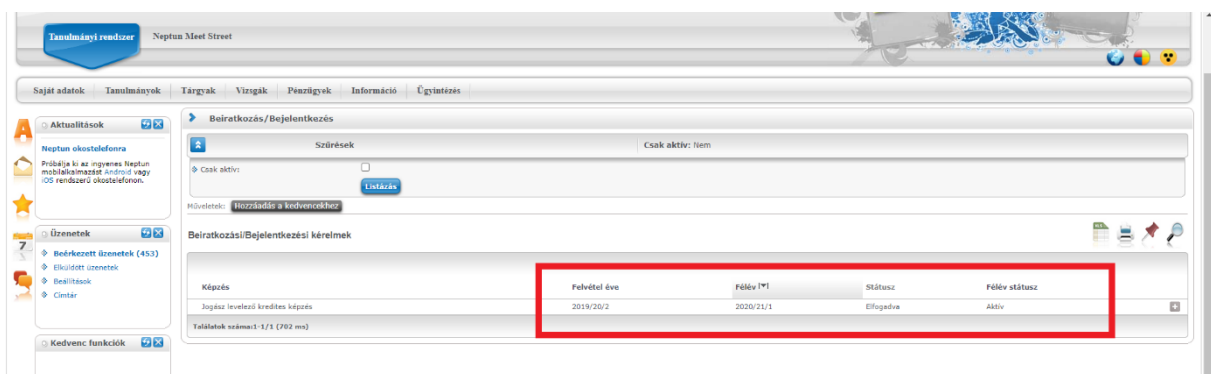 Tanulmányi rendszer Neptun Meet Street
Saját adatok Tanulmányok Tárgyak Vizsgák Pénzügyek Információ Ügyintézés
Aktualitások
Neptun okostelefonra
Próbálja ki az ingyenes Neptun
mobilalkalmazást Android vagy
iOS rendszerű okostelefonon.
7
Üzenetek
Beérkezett üzenetek (453)
Elküldött üzenetek
Beállítások
Címtár
Kedvenc funkciók
Beiratkozás/Bejelentkezés
Szűrések Csak aktív: Nem
Csak aktív:
Listázás
Műveletek: Hozzáadás a kedvencekhez
Beiratkozási/Bejelentkezési kérelmek
Képzés Felvétel éve Félév Státusz Félév státusz
Jogász levelező kredites képzés 2019/20/2 2020/21/1 Elfogadva Aktív
Találatok száma:1-1/1 (702 ms)